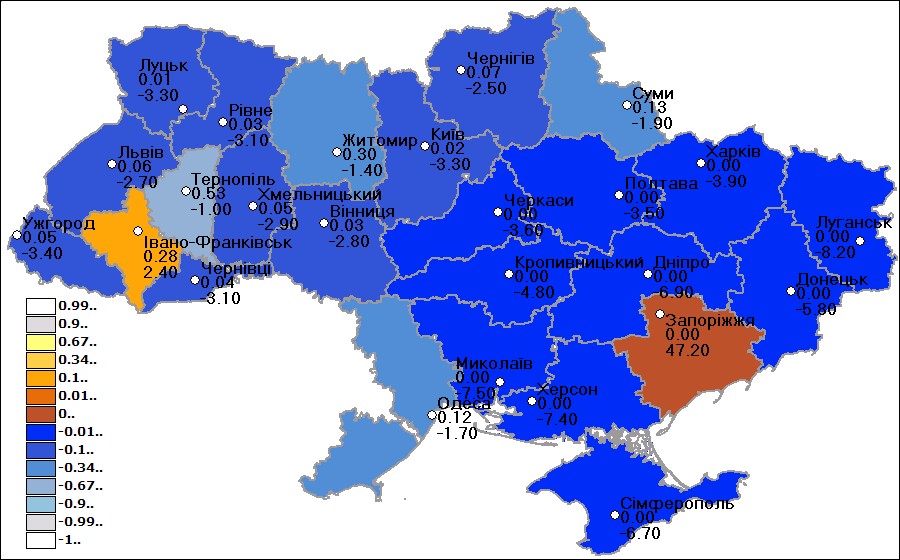 Луцьк
0.01
-3.30
Рівне
0.03
-3.10
Житомир
0.30
-1.40
Київ
0.02
-3.30
Чернігів
0.07
-2.50
Суми
0.13
-1.90
Львів
0.06
-2.70
Тернопіль
0.53
-1.00
Хмельницький
0.05
-2.90
Вінниця
0.03
-2.80
Черкаси
0.00
-3.60
Полтава
0.00
-3.50
Харків
0.00
-3.90
Луганськ
0.00
-8.20
Ужгород
0.05
-3.40
Івано-Франківськ
0.28
2.40
Чернівці
0.04
-3.10
Кропивницький
0.00
-4.80
Дніпро
0.00
-6.90
Донецьк
0.00
-5.80
Запоріжжя
0.00
47.20
Миколаїв
0.00
-7.50
Херсон
0.00
-7.40
Одеса
0.12
-1.70
Сімферополь
0.00
-6.70
0.99..
0.9..
0.67..
0.34..
0.1..
0.01..
0..
-0.01..
-0.1..
-0.34..
-0.67..
-0.9..
-0.99..
-1..